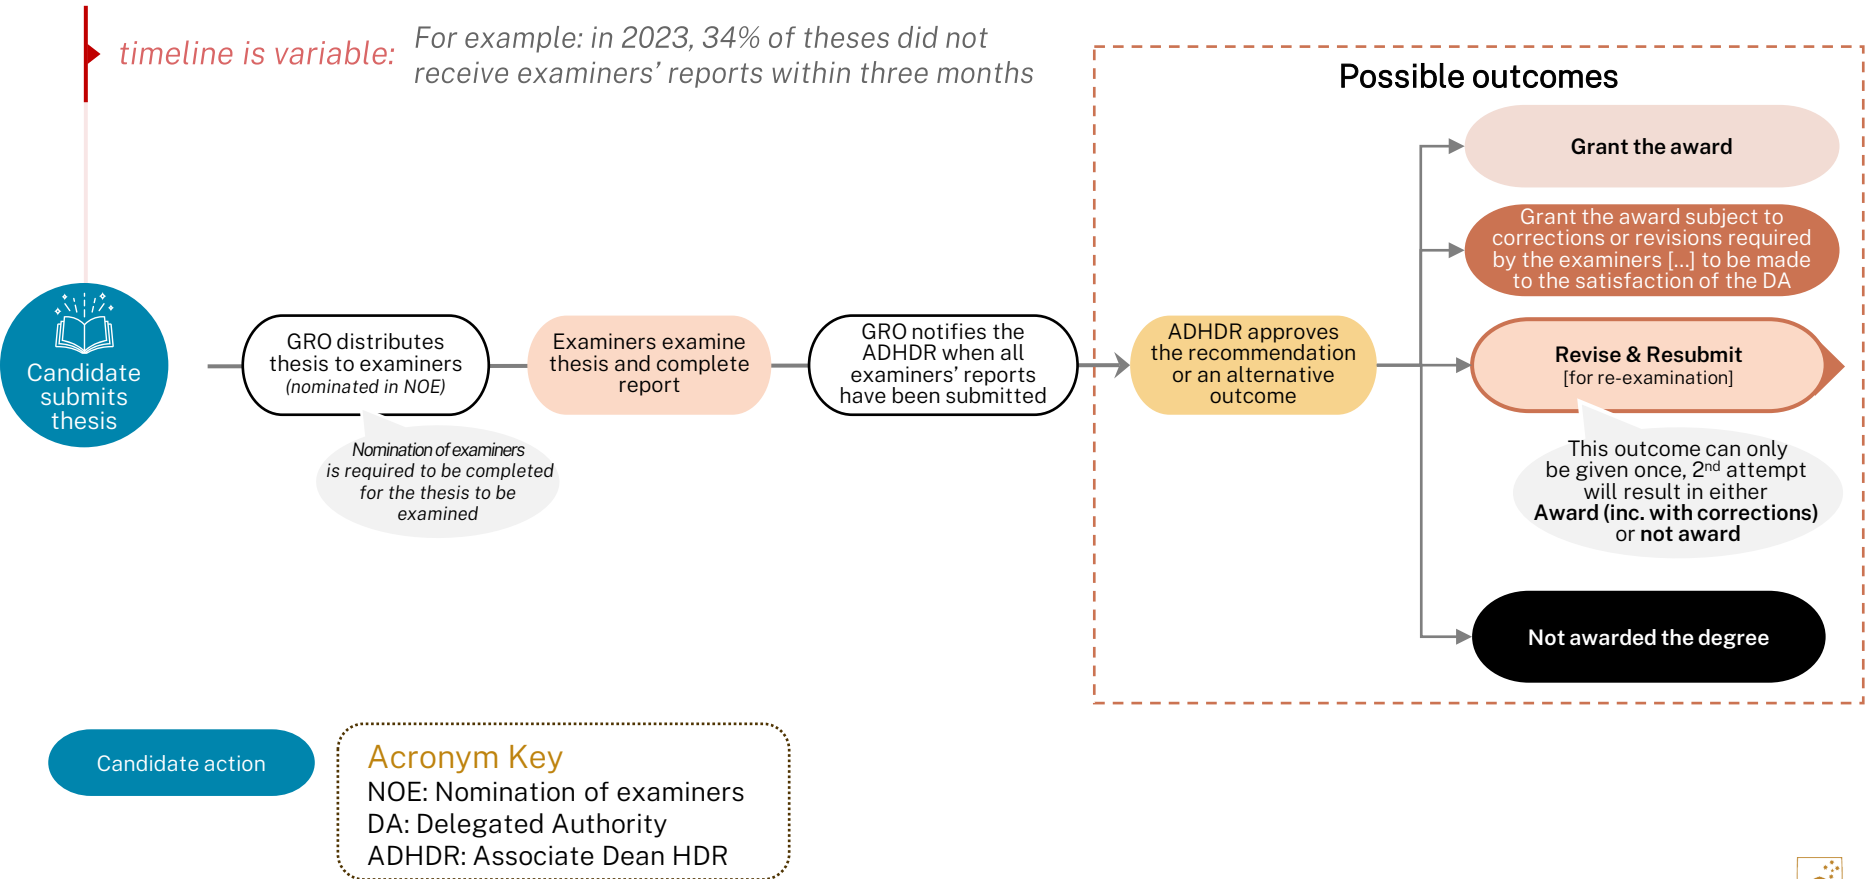 timeline is variable:
For example: in 2023, 34% of theses did not
receive examiners’ reports within three months
Candidate
submits
thesis
GRO distributes
thesis to examiners
(nominated in NOE)
Nomination of examiners
is required to be completed
for the thesis to be
examined
Examiners examine
thesis and complete
report
GRO notifies the
ADHDR when all
examiners’ reports
have been submitted
Possible outcomes
ADHDR approves
the recommendation
or an alternative
outcome
Grant the award
Grant the award subject to
corrections or revisions required
by the examiners [...] to be made
to the satisfaction of the DA
Revise & Resubmit
[for re-examination]
This outcome can only
be given once, 2nd attempt
will result in either
Award (inc. with corrections)
or not award
Not awarded the degree
Candidate action
Acronym Key
NOE: Nomination of examiners
DA: Delegated Authority
ADHDR: Associate Dean HDR